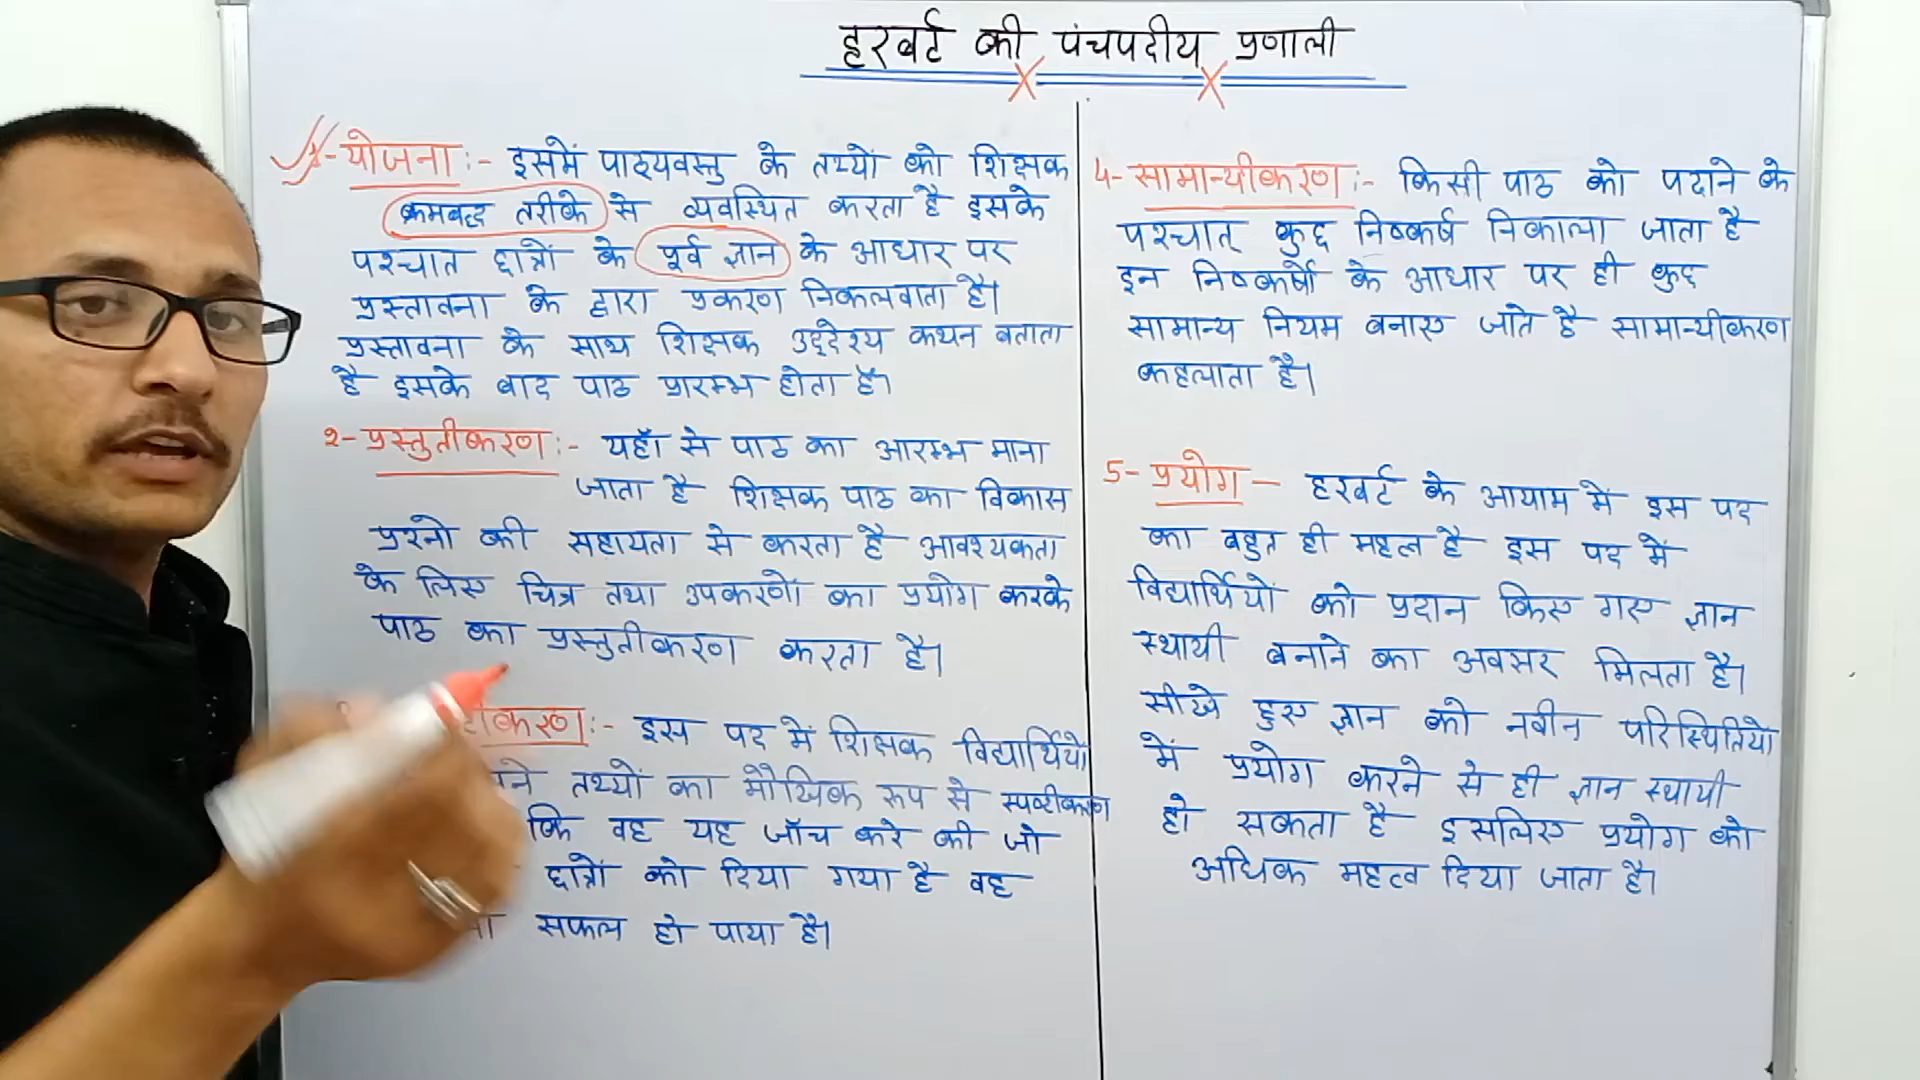 हरबर्ट की पंचपदीय प्रणाली
1- योजना :- इसमें पाठ्यवस्तु के तथ्यों को शिक्षक
क्रमबद्ध तरीके से व्यवस्थित करता है इसके
पश्चात छात्रों के पूर्व ज्ञान के आधार पर
प्रस्तावना के द्वारा प्रकरण निकलवाता है।
प्रस्तावना के साथ शिक्षक उद्देश्य कथन बताता
है इसके बाद पाठ प्रारम्भ होता है।
२- प्रस्तुतीकरण :- यहाँ से पाठ का आरम्भ माना
जाता है शिक्षक पाठ का विकास
प्रश्नो की सहायता से करता है आवश्यकता
के लिए चित्र तथा उपकरणों का प्रयोग करके
पाठ का प्रस्तुतीकरण करता है।
:- इस पद में शिक्षक विद्यार्थियों
तथ्यों का मौखिक रूप से स्पष्टीकरण
कि वह यह जाँच करे की जो
छात्रों को दिया गया है वह
सफल हो पाया है।
4- सामान्यीकरण :- किसी पाठ को पढाने के
पश्चात् कुछ निष्कर्ष निकाला जाता है
इन निष्कर्षो के आधार पर ही कुछ
सामान्य नियम बनाए जाते है सामान्यीकरण
कहलाता है।
5- प्रयोग – हरबर्ट के आयाम में इस पद
का बहुत ही महत्व है इस पद में
विद्यार्थियों को प्रदान किए गए ज्ञान
स्थायी बनाने का अवसर मिलता है।
सीखे हुए ज्ञान को नवीन परिस्थितियो
में प्रयोग करने से ही ज्ञान स्थायी
हो सकता है इसलिए प्रयोग को
अधिक महत्व दिया जाता है।